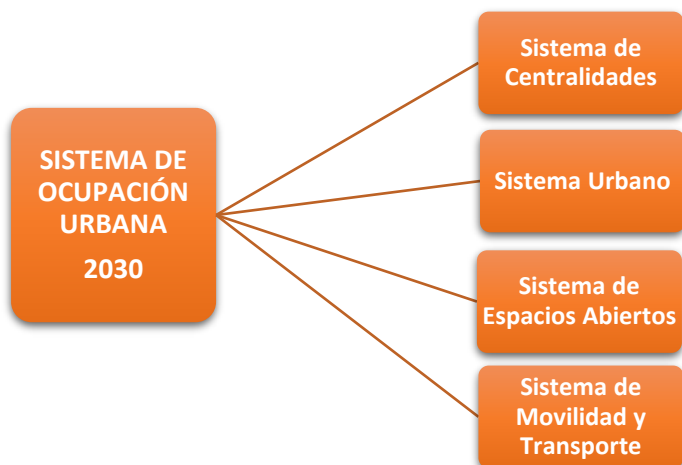 SISTEMA DE
OCUPACIÓN
URBANA
2030
Sistema de
Centralidades
Sistema Urbano
Sistema de
Espacios Abiertos
Sistema de
Movilidad y
Transporte